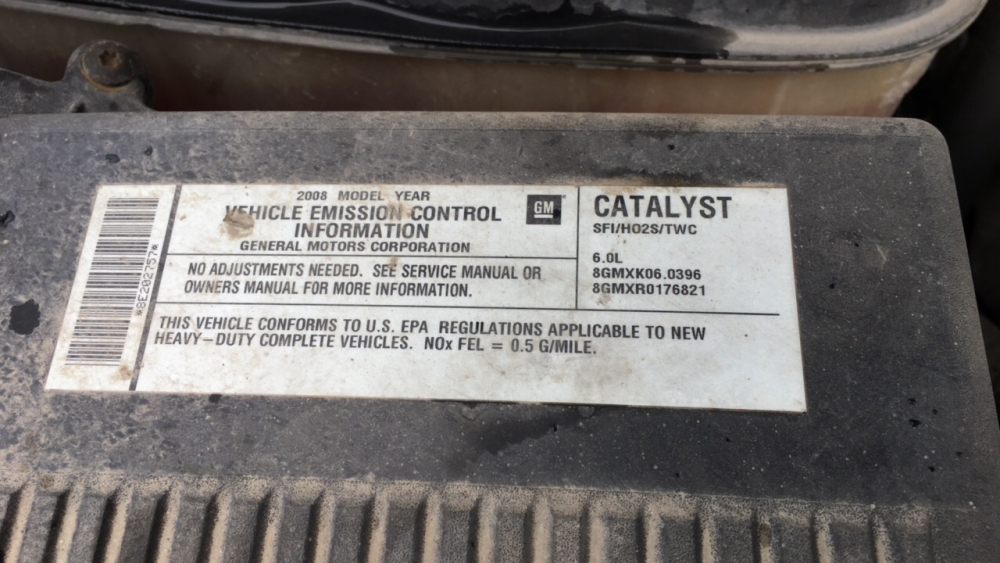 2008 MODEL YEAR
VEHICLE EMISSION CONTROL
INFORMATION
GENERAL MOTORS CORPORATION
GM
NO ADJUSTMENTS NEEDED. SEE SERVICE MANUAL OR
OWNERS MANUAL FOR MORE INFORMATION.
CATALYST
SFI/HO2S/TWC
6.0L
8GMXK06.0396
8GMXR0176821
THIS VEHICLE CONFORMS TO U.S. EPA REGULATIONS APPLICABLE TO NEW
HEAVY-DUTY COMPLETE VEHICLES. NOx FEL = 0.5 G/MILE.
*8E202757*